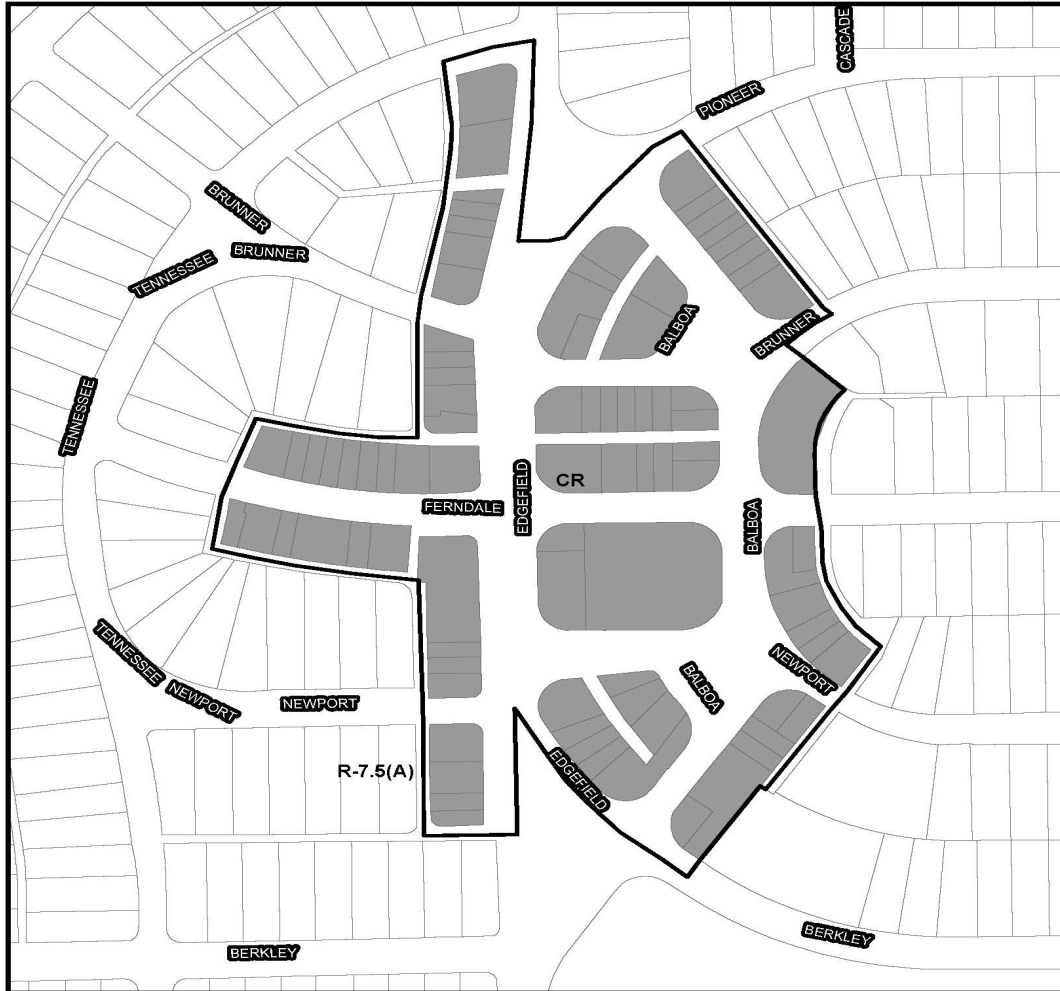 CASCADE
PIONEER
BRUNNER
BRUNNER
TENNESSEE
BALBOA
BRUNNER
TENNESSEE
CR
EDGEFIELD
FERNDALE
BALBOA
TENNESSEE
NEWPORT
NEWPORT
NEWPORT
BALBOA
R-7.5(A)
EDGEFIELD
BERKLEY
BERKLEY